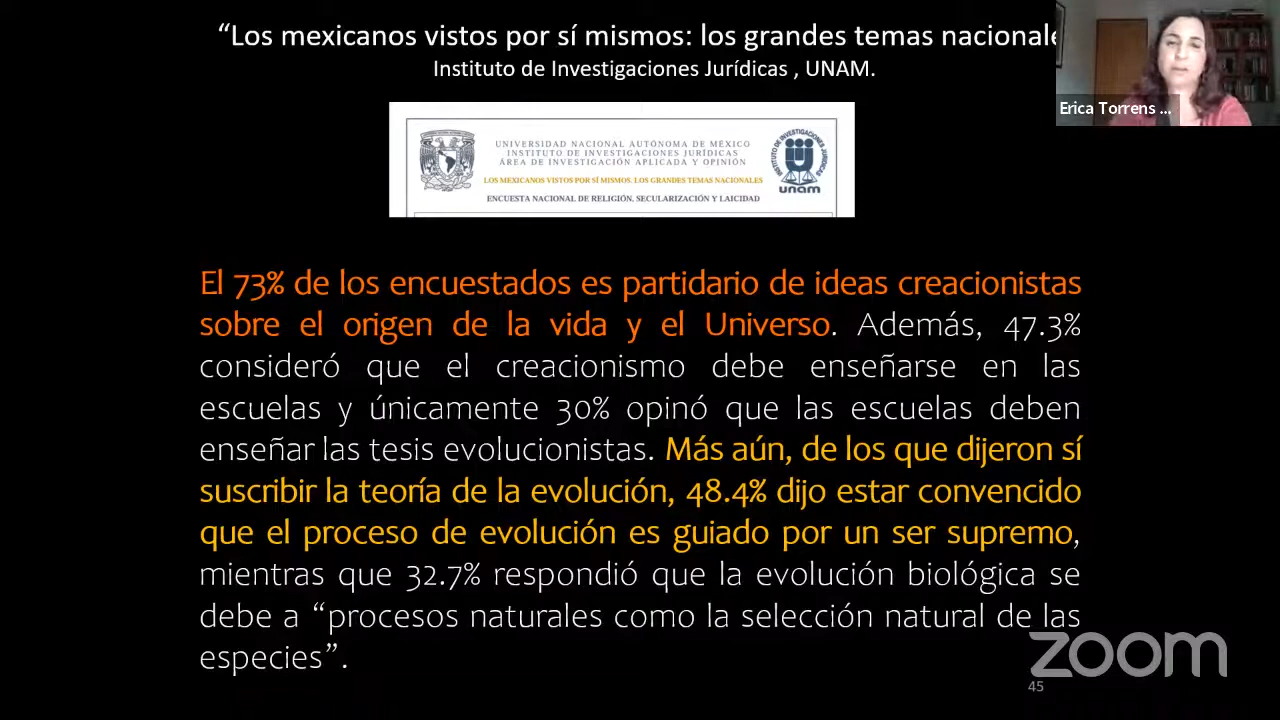 “Los mexicanos vistos por sí mismos: los grandes temas nacionale
Instituto de Investigaciones Jurídicas , UNAM.
Erica Torrens ...
UNIVERSIDAD NACIONAL AUTÓNOMA DE MÉXICO
INSTITUTO DE INVESTIGACIONES JURÍDICAS
ÁREA DE INVESTIGACIÓN APLICADA Y OPINIÓN
LOS MEXICANOS VISTOS POR SÍ MISMOS. LOS GRANDES TEMAS NACIONALES
ENCUESTA NACIONAL DE RELIGIÓN, SECULARIZACIÓN Y LAICIDAD
INSTITUTO DE INVESTIGACIONES JURÍDICAS
unam
El 73% de los encuestados es partidario de ideas creacionistas
sobre el origen de la vida y el Universo. Además, 47.3%
consideró que el creacionismo debe enseñarse en las
escuelas y únicamente 30% opinó que las escuelas deben
enseñar las tesis evolucionistas. Más aún, de los que dijeron sí
suscribir la teoría de la evolución, 48.4% dijo estar convencido
que el proceso de evolución es guiado por un ser supremo,
mientras que 32.7% respondió que la evolución biológica se
debe a “procesos naturales como la selección natural de las
especies”.
zoom
45